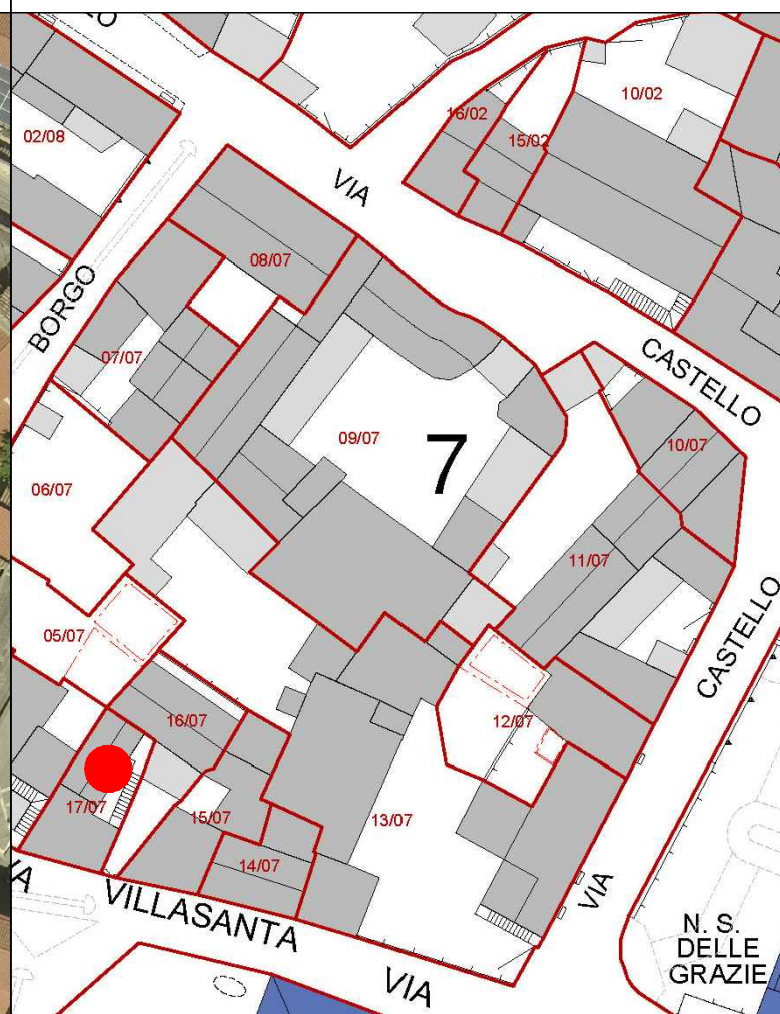 10/02
16/02
15/02
02/08
VIA
08/07
BORGO
07/07
CASTELLO
09/07
7
10/07
06/07
11/07
CASTELLO
05/07
16/07
12/07
17/07
15/07
13/07
14/07
VILLASANTA
VIA
VIA
N. S.
DELLE
GRAZIE